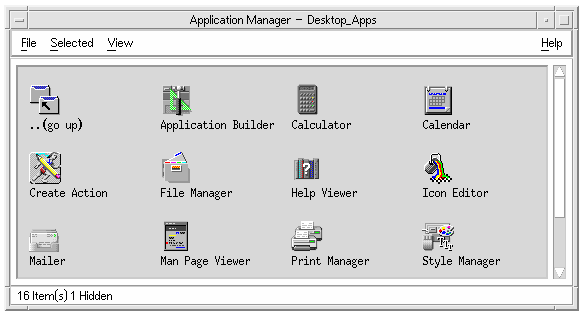 Application Manager – Desktop_Apps
File Selected View Help
..(go up) Application Builder Calculator Calendar
Create Action File Manager Help Viewer Icon Editor
Mailer Man Page Viewer Print Manager Style Manager
16 Item(s) 1 Hidden